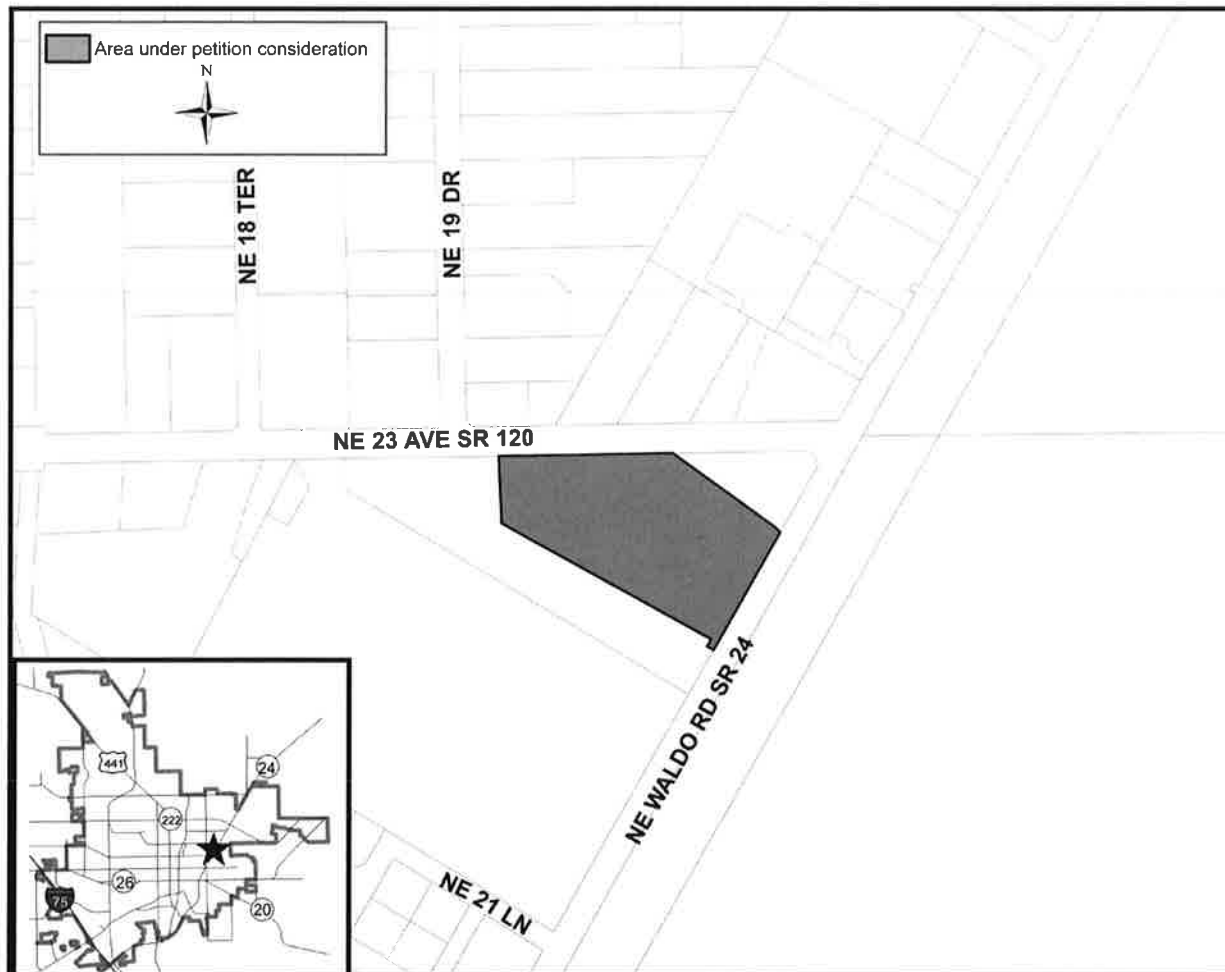 Area under petition consideration
N
NE 18 TER
NE 19 DR
NE 23 AVE SR 120
NE WALDO RD SR 24
NE 21 LN
441
24
222
26
75
20